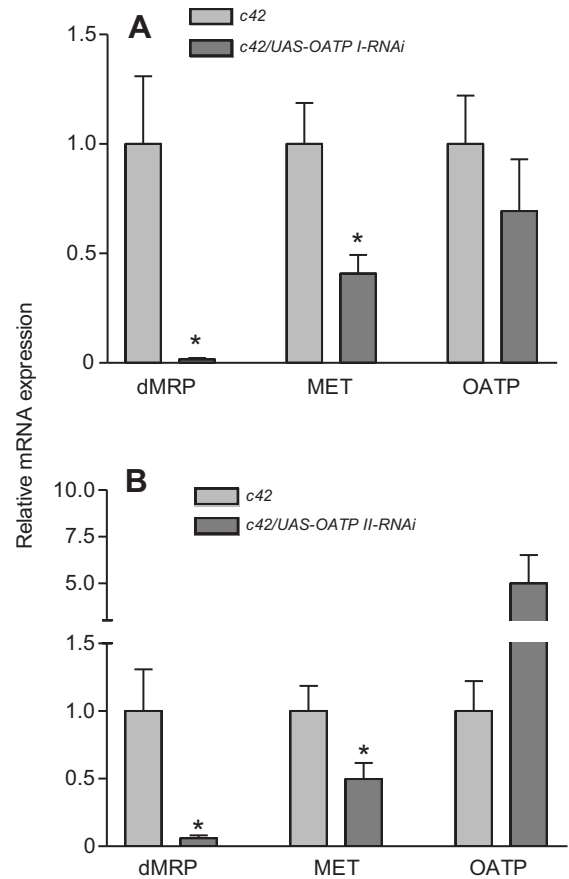 A
c42
c42/UAS-OATP I-RNAi
1.5
1.0
0.5
0
dMRP MET OATP
Relative mRNA expression
B
c42
c42/UAS-OATP II-RNAi
10.0
7.5
5.0
1.5
1.0
0.5
0
* *
* *
dMRP MET OATP